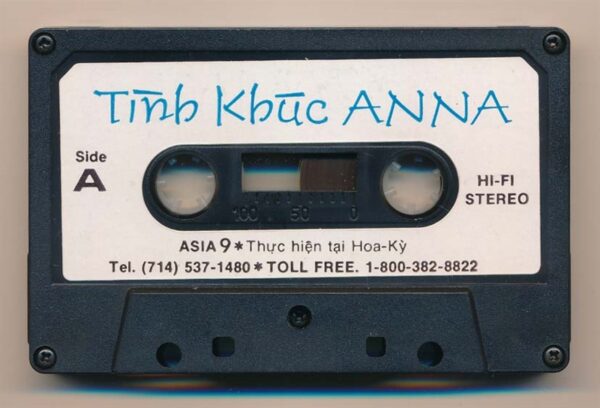 Tình Khúc ANNA
Side
A
HI-FI
STEREO
100 50 0
ASIA 9 * Thực hiện tại Hoa-Kỳ
Tel. (714) 537-1480 * TOLL FREE. 1-800-382-8822